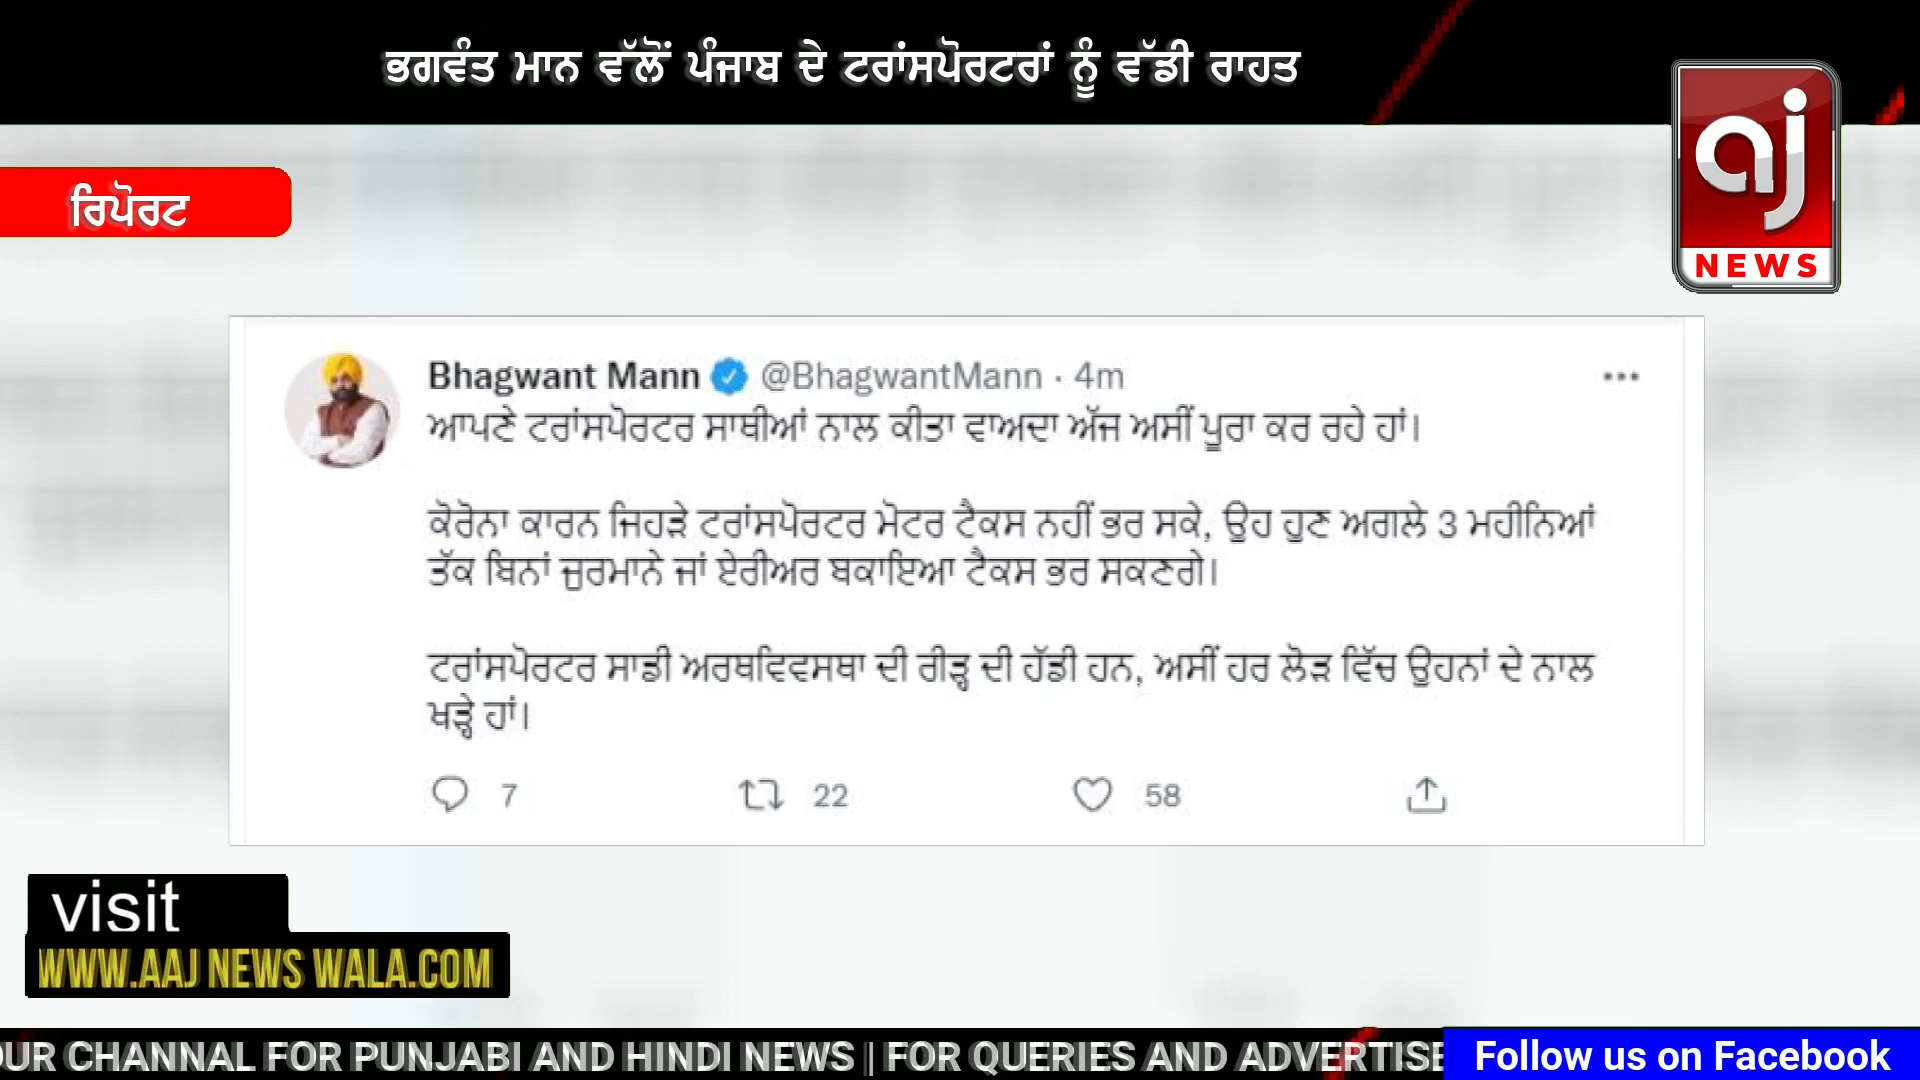 ਭਗਵੰਤ ਮਾਨ ਵੱਲੋਂ ਪੰਜਾਬ ਦੇ ਟਰਾਂਸਪੋਰਟਰਾਂ ਨੂੰ ਵੱਡੀ ਰਾਹਤ
ਰਿਪੋਰਟ
aj
NEWS
Bhagwant Mann @BhagwantMann · 4m
ਆਪਣੇ ਟਰਾਂਸਪੋਰਟਰ ਸਾਥੀਆਂ ਨਾਲ ਕੀਤਾ ਵਾਅਦਾ ਅੱਜ ਅਸੀਂ ਪੂਰਾ ਕਰ ਰਹੇ ਹਾਂ।
ਕੋਰੋਨਾ ਕਾਰਨ ਜਿਹੜੇ ਟਰਾਂਸਪੋਰਟਰ ਮੋਟਰ ਟੈਕਸ ਨਹੀਂ ਭਰ ਸਕੇ, ਉਹ ਹੁਣ ਅਗਲੇ 3 ਮਹੀਨਿਆਂ
ਤੱਕ ਬਿਨਾਂ ਜੁਰਮਾਨੇ ਜਾਂ ਏਰੀਅਰ ਬਕਾਇਆ ਟੈਕਸ ਭਰ ਸਕਣਗੇ।
ਟਰਾਂਸਪੋਰਟਰ ਸਾਡੀ ਅਰਥਵਿਵਸਥਾ ਦੀ ਰੀੜ੍ਹ ਦੀ ਹੱਡੀ ਹਨ, ਅਸੀਂ ਹਰ ਲੋੜ ਵਿੱਚ ਉਹਨਾਂ ਦੇ ਨਾਲ
ਖੜ੍ਹੇ ਹਾਂ।
7 22 58
visit
WWW.AAJ NEWS WALA.COM
OUR CHANNAL FOR PUNJABI AND HINDI NEWS | FOR QUERIES AND ADVERTISE
Follow us on Facebook